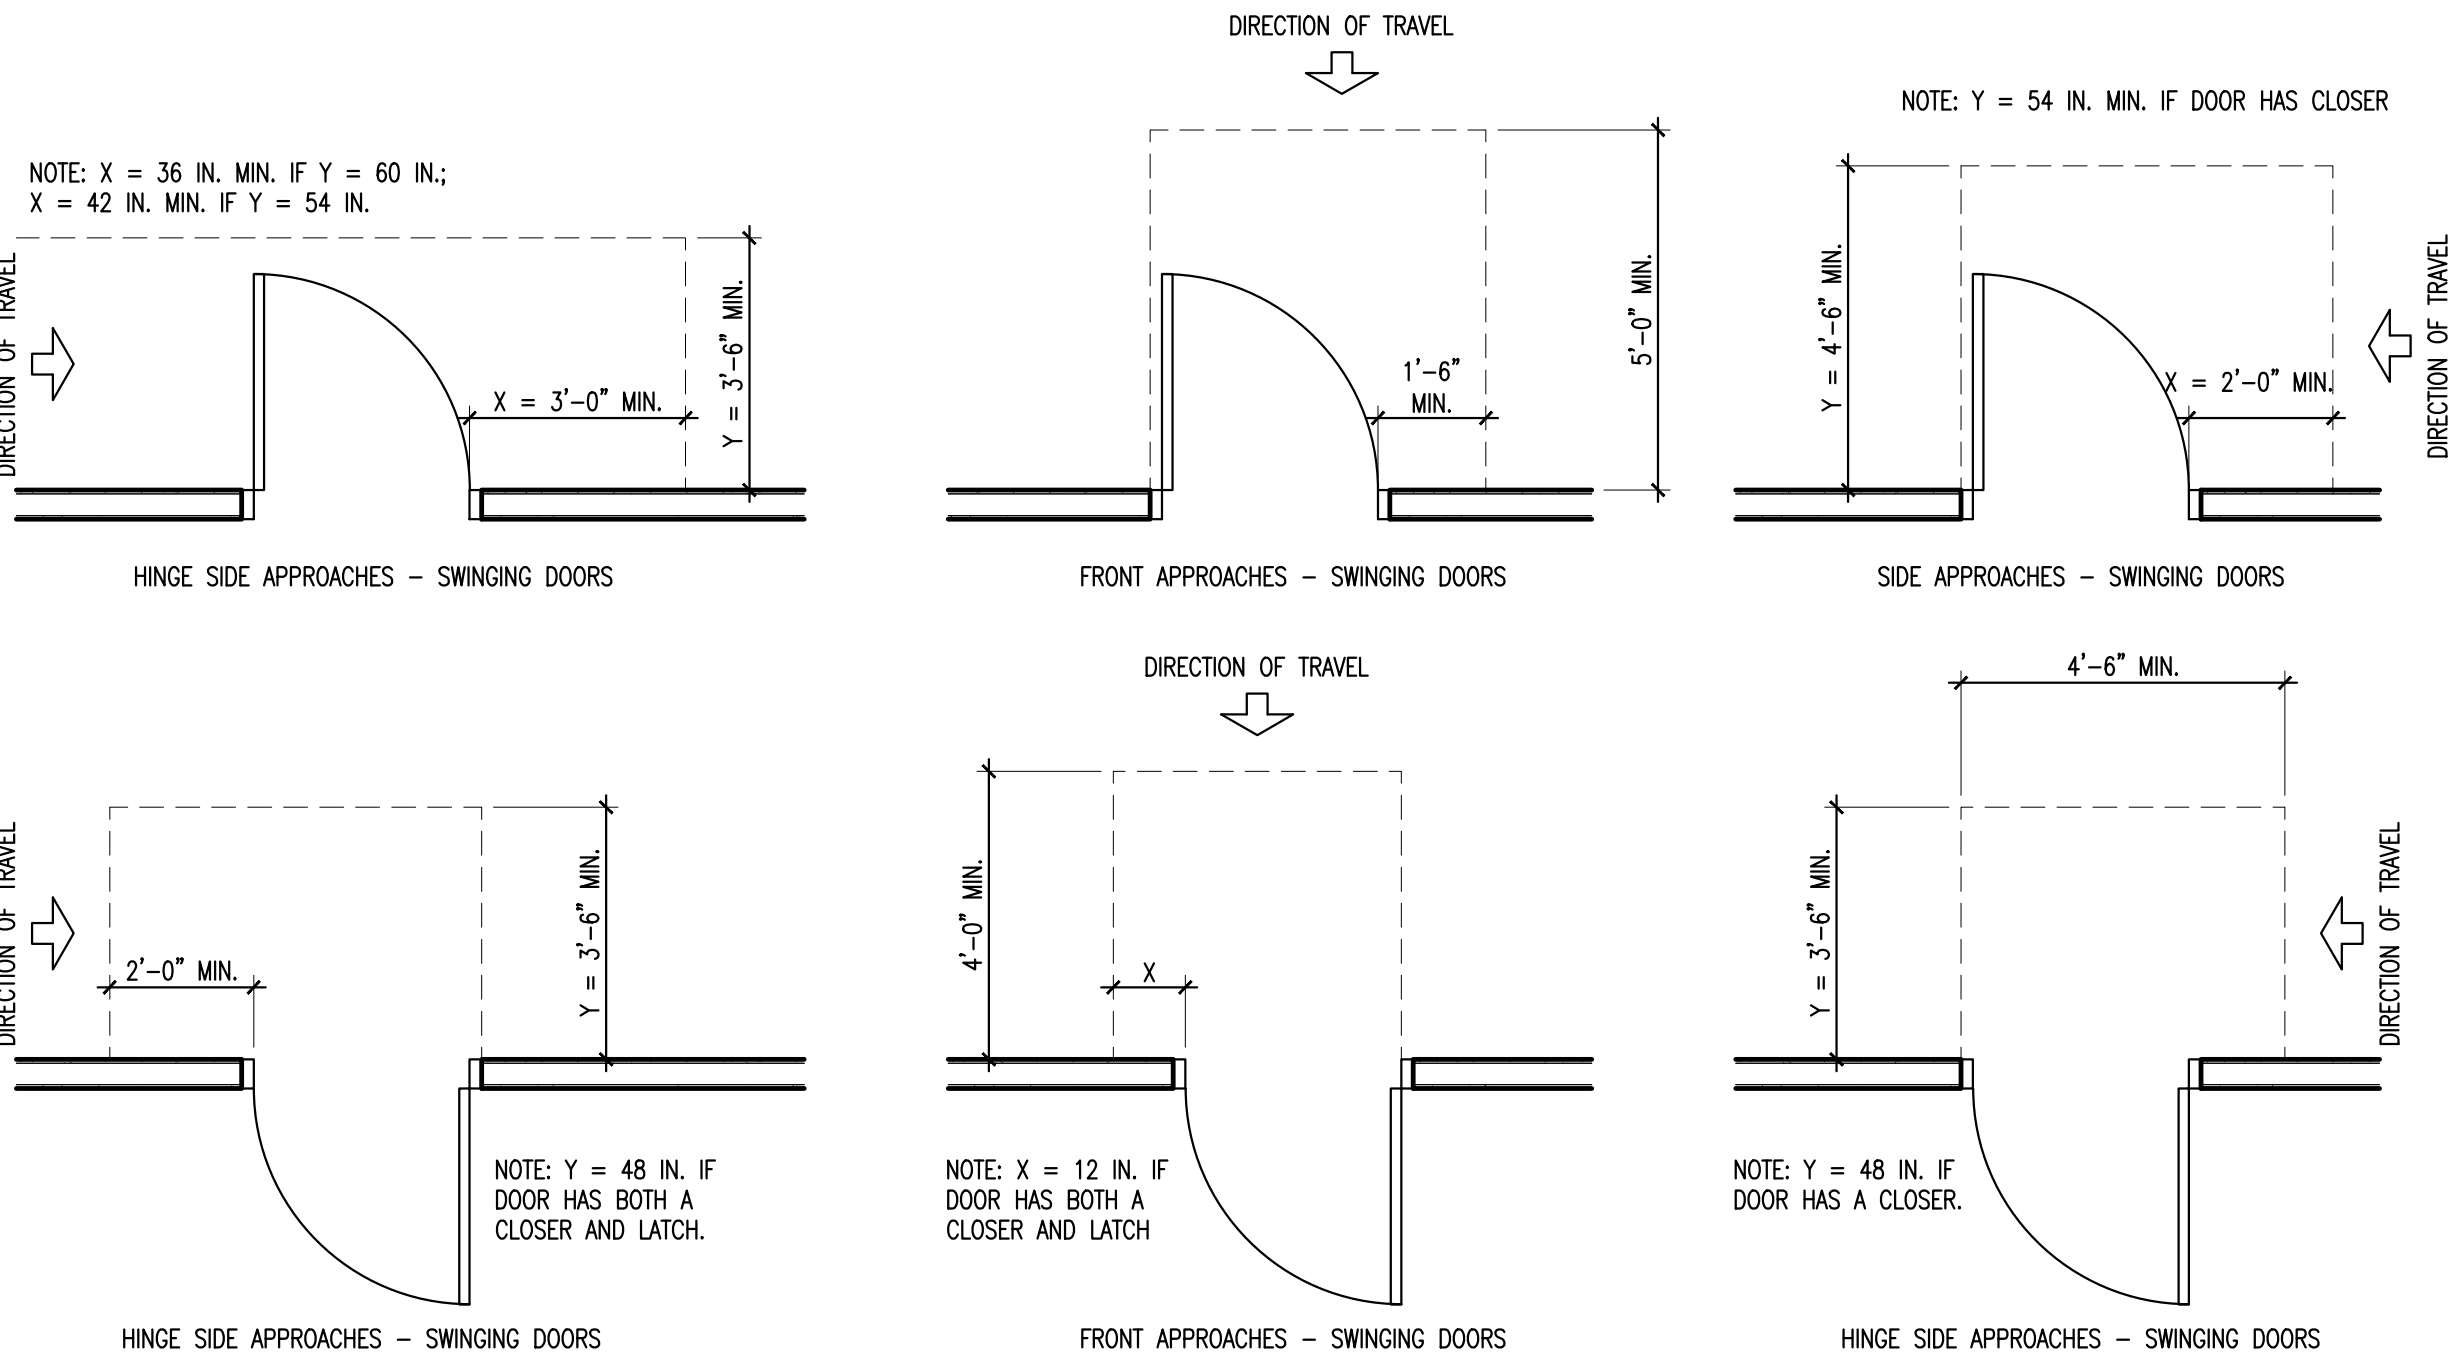 DIRECTION OF TRAVEL
NOTE: Y = 54 IN. MIN. IF DOOR HAS CLOSER
NOTE: X = 36 IN. MIN. IF Y = 60 IN.;
X = 42 IN. MIN. IF Y = 54 IN.
DIRECTION OF TRAVEL
X = 3'-0" MIN.
Y = 3'-6" MIN.
1'-6"
MIN.
5'-0" MIN.
Y = 4'-6" MIN.
X = 2'-0" MIN.
DIRECTION OF TRAVEL
HINGE SIDE APPROACHES - SWINGING DOORS
FRONT APPROACHES - SWINGING DOORS
SIDE APPROACHES - SWINGING DOORS
DIRECTION OF TRAVEL
4'-6" MIN.
DIRECTION OF TRAVEL
2'-0" MIN.
Y = 3'-6" MIN.
4'-0" MIN.
X
Y = 3'-6" MIN.
DIRECTION OF TRAVEL
NOTE: Y = 48 IN. IF
DOOR HAS BOTH A
CLOSER AND LATCH.
NOTE: X = 12 IN. IF
DOOR HAS BOTH A
CLOSER AND LATCH
NOTE: Y = 48 IN. IF
DOOR HAS A CLOSER.
HINGE SIDE APPROACHES - SWINGING DOORS
FRONT APPROACHES - SWINGING DOORS
HINGE SIDE APPROACHES - SWINGING DOORS